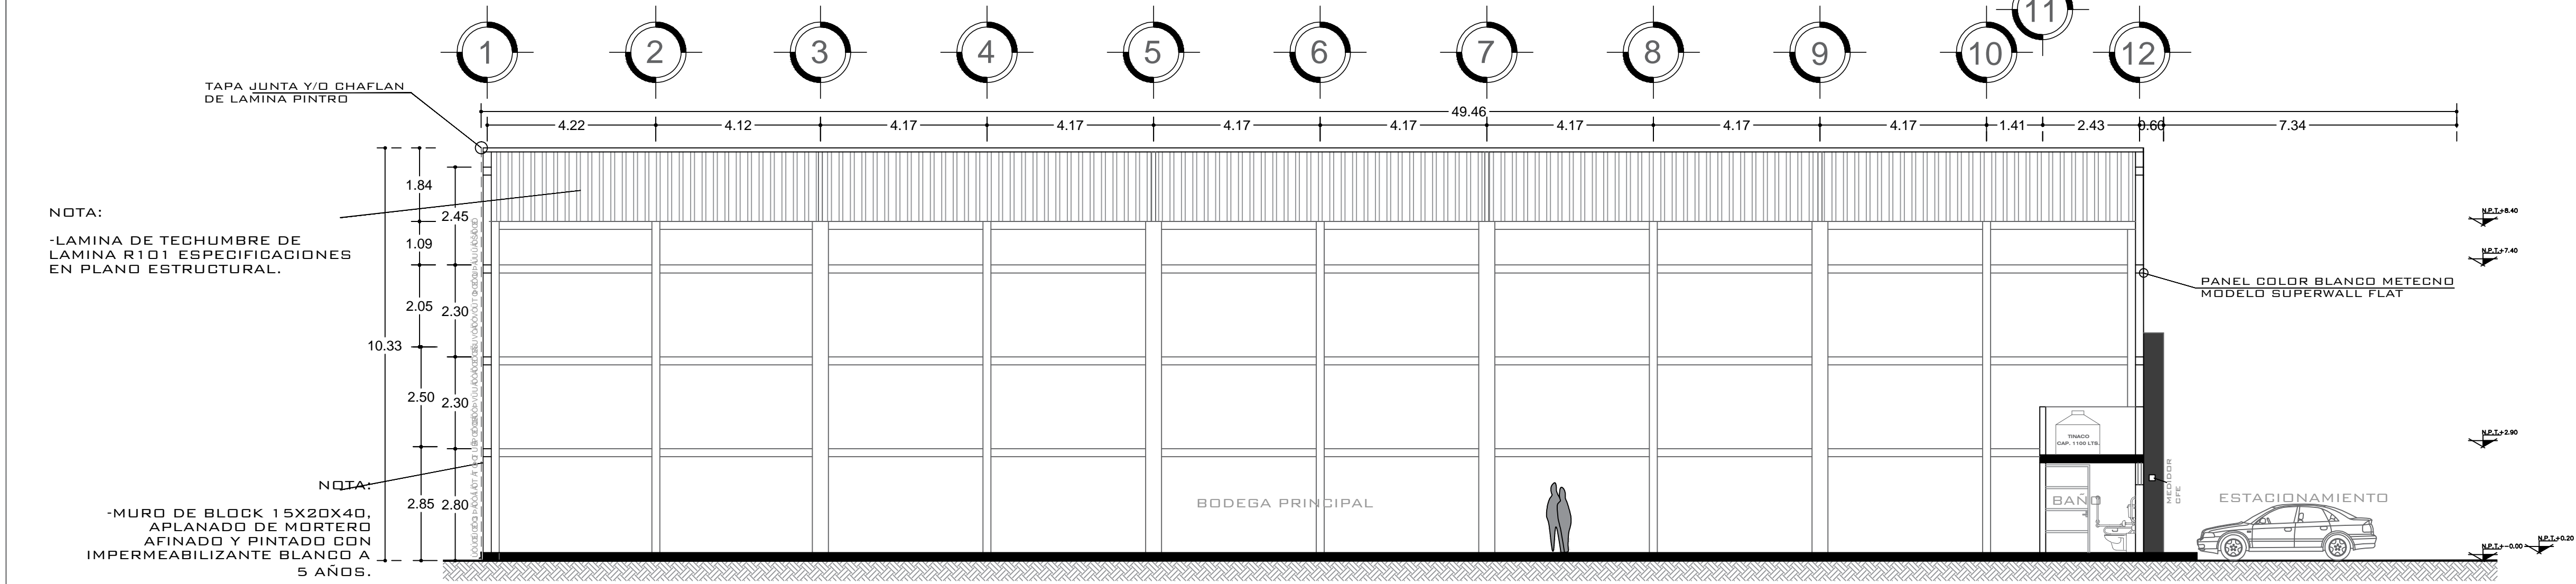 11
1
2
3
4
5
6
7
8
9
10
12
TAPA JUNTA Y/O CHAFLAN
DE LAMINA PINTRO
49.46
4.22
4.12
4.17
4.17
4.17
4.17
4.17
4.17
4.17
1.41
2.43
0.60
7.34
1.84
2.45
1.09
2.05
2.30
10.33
2.50
2.30
2.85
2.80
NOTA:
-LAMINA DE TECHUMBRE DE
LAMINA R101 ESPECIFICACIONES
EN PLANO ESTRUCTURAL.
NOTA:
-MURO DE BLOCK 15X20X40,
APLANADO DE MORTERO
AFINADO Y PINTADO CON
IMPERMEABILIZANTE BLANCO A
5 AÑOS.
BODEGA PRINCIPAL
TINACO
CAP. 1100 LTS.
BAÑO
MEDIDOR
CFE
ESTACIONAMIENTO
PANEL COLOR BLANCO METECNO
MODELO SUPERWALL FLAT
N.P.T.+8.40
N.P.T.+7.40
N.P.T.+2.90
N.P.T.+-0.00
N.P.T.+0.20